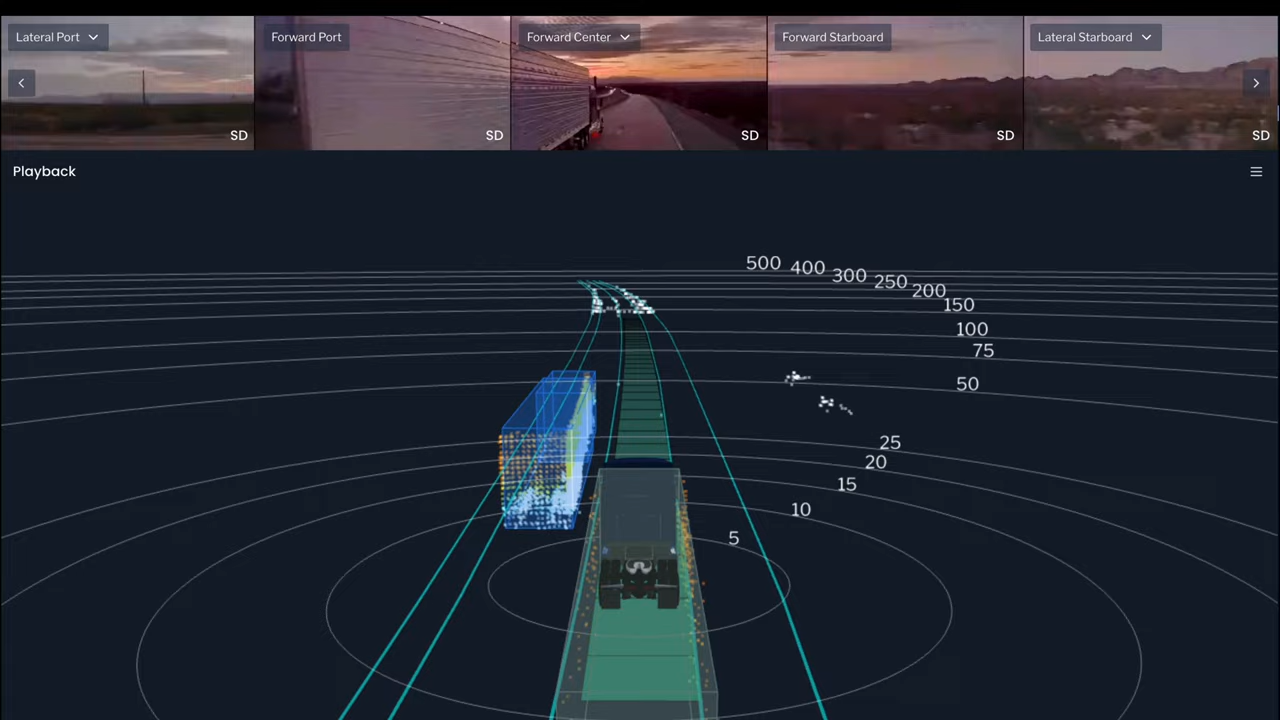 Lateral Port
Forward Port
Forward Center
Forward Starboard
Lateral Starboard
SD
SD
SD
SD
SD
Playback
500
400
300
250
200
150
100
75
50
25
20
15
10
5